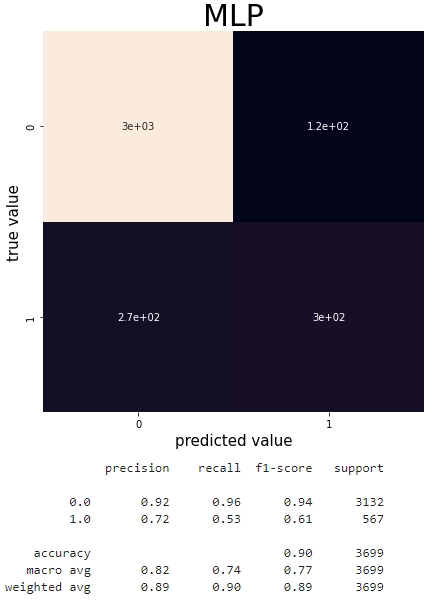 MLP
true value
0
3e+03
1.2e+02
1
2.7e+02
3e+02
0
1
predicted value
precision recall f1-score support
0.0 0.92 0.96 0.94 3132
1.0 0.72 0.53 0.61 567
accuracy 0.90 3699
macro avg 0.82 0.74 0.77 3699
weighted avg 0.89 0.90 0.89 3699